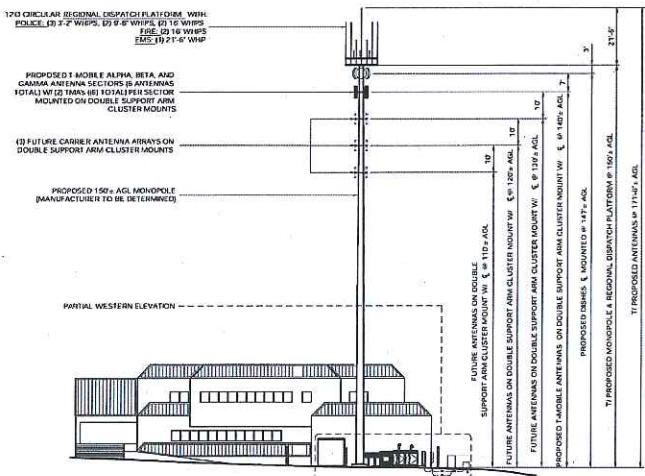 12'Ø CIRCULAR REGIONAL DISPATCH PLATFORM WITH:
POLICE: (3) 3'-2" WHIPS, (2) 9'-8" WHIPS, (2) 16' WHIPS
FIRE: (2) 16' WHIPS
EMS: (1) 21'-6" WHIP
PROPOSED T-MOBILE ALPHA, BETA, AND
GAMMA ANTENNA SECTORS (6 ANTENNAS
TOTAL) W/ (2) TMA'S ((6) TOTAL) PER SECTOR
MOUNTED ON DOUBLE SUPPORT ARM
CLUSTER MOUNTS
(3) FUTURE CARRIER ANTENNA ARRAYS ON
DOUBLE SUPPORT ARM CLUSTER MOUNTS
PROPOSED 150'± AGL MONOPOLE
(MANUFACTURER TO BE DETERMINED)
PARTIAL WESTERN ELEVATION
10'
10'
10'
7'
3'
21'-6"
FUTURE ANTENNAS ON DOUBLE
SUPPORT ARM CLUSTER MOUNT W/ ℄ @ 110'± AGL
FUTURE ANTENNAS ON DOUBLE SUPPORT ARM CLUSTER MOUNT W/ ℄ @ 120'± AGL
FUTURE ANTENNAS ON DOUBLE SUPPORT ARM CLUSTER MOUNT W/ ℄ @ 130'± AGL
PROPOSED T-MOBILE ANTENNAS ON DOUBLE SUPPORT ARM CLUSTER MOUNT W/ ℄ @ 140'± AGL
PROPOSED DISHES ℄ MOUNTED @ 147'± AGL
T/ PROPOSED MONOPOLE & REGIONAL DISPATCH PLATFORM @ 150'± AGL
T/ PROPOSED ANTENNAS @ 171'-6"± AGL